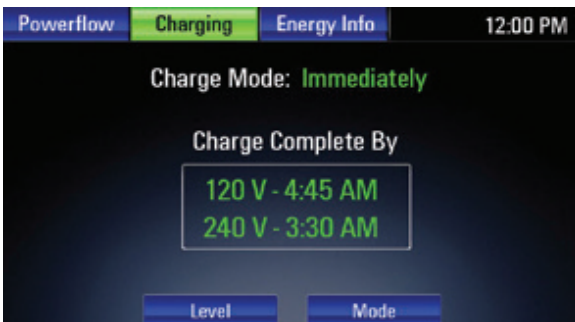 Powerflow Charging Energy Info 12:00 PM
Charge Mode: Immediately
Charge Complete By
120 V - 4:45 AM
240 V - 3:30 AM
Level Mode